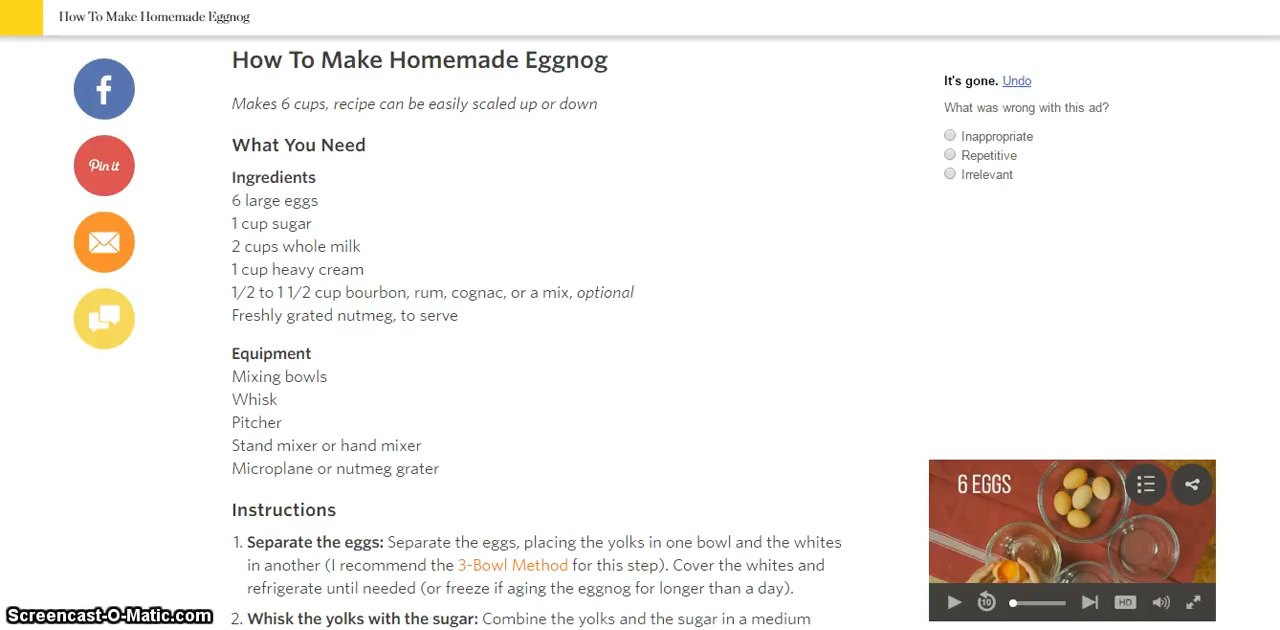 How To Make Homemade Eggnog
How To Make Homemade Eggnog
Makes 6 cups, recipe can be easily scaled up or down
What You Need
Ingredients
6 large eggs
1 cup sugar
2 cups whole milk
1 cup heavy cream
1/2 to 1 1/2 cup bourbon, rum, cognac, or a mix, optional
Freshly grated nutmeg, to serve
Equipment
Mixing bowls
Whisk
Pitcher
Stand mixer or hand mixer
Microplane or nutmeg grater
Instructions
1. Separate the eggs: Separate the eggs, placing the yolks in one bowl and the whites
in another (I recommend the 3-Bowl Method for this step). Cover the whites and
refrigerate until needed (or freeze if aging the eggnog for longer than a day).
2. Whisk the yolks with the sugar: Combine the yolks and the sugar in a medium
f
Pin it
It's gone. Undo
What was wrong with this ad?
Inappropriate
Repetitive
Irrelevant
6 EGGS
10
HD
Screencast-O-Matic.com